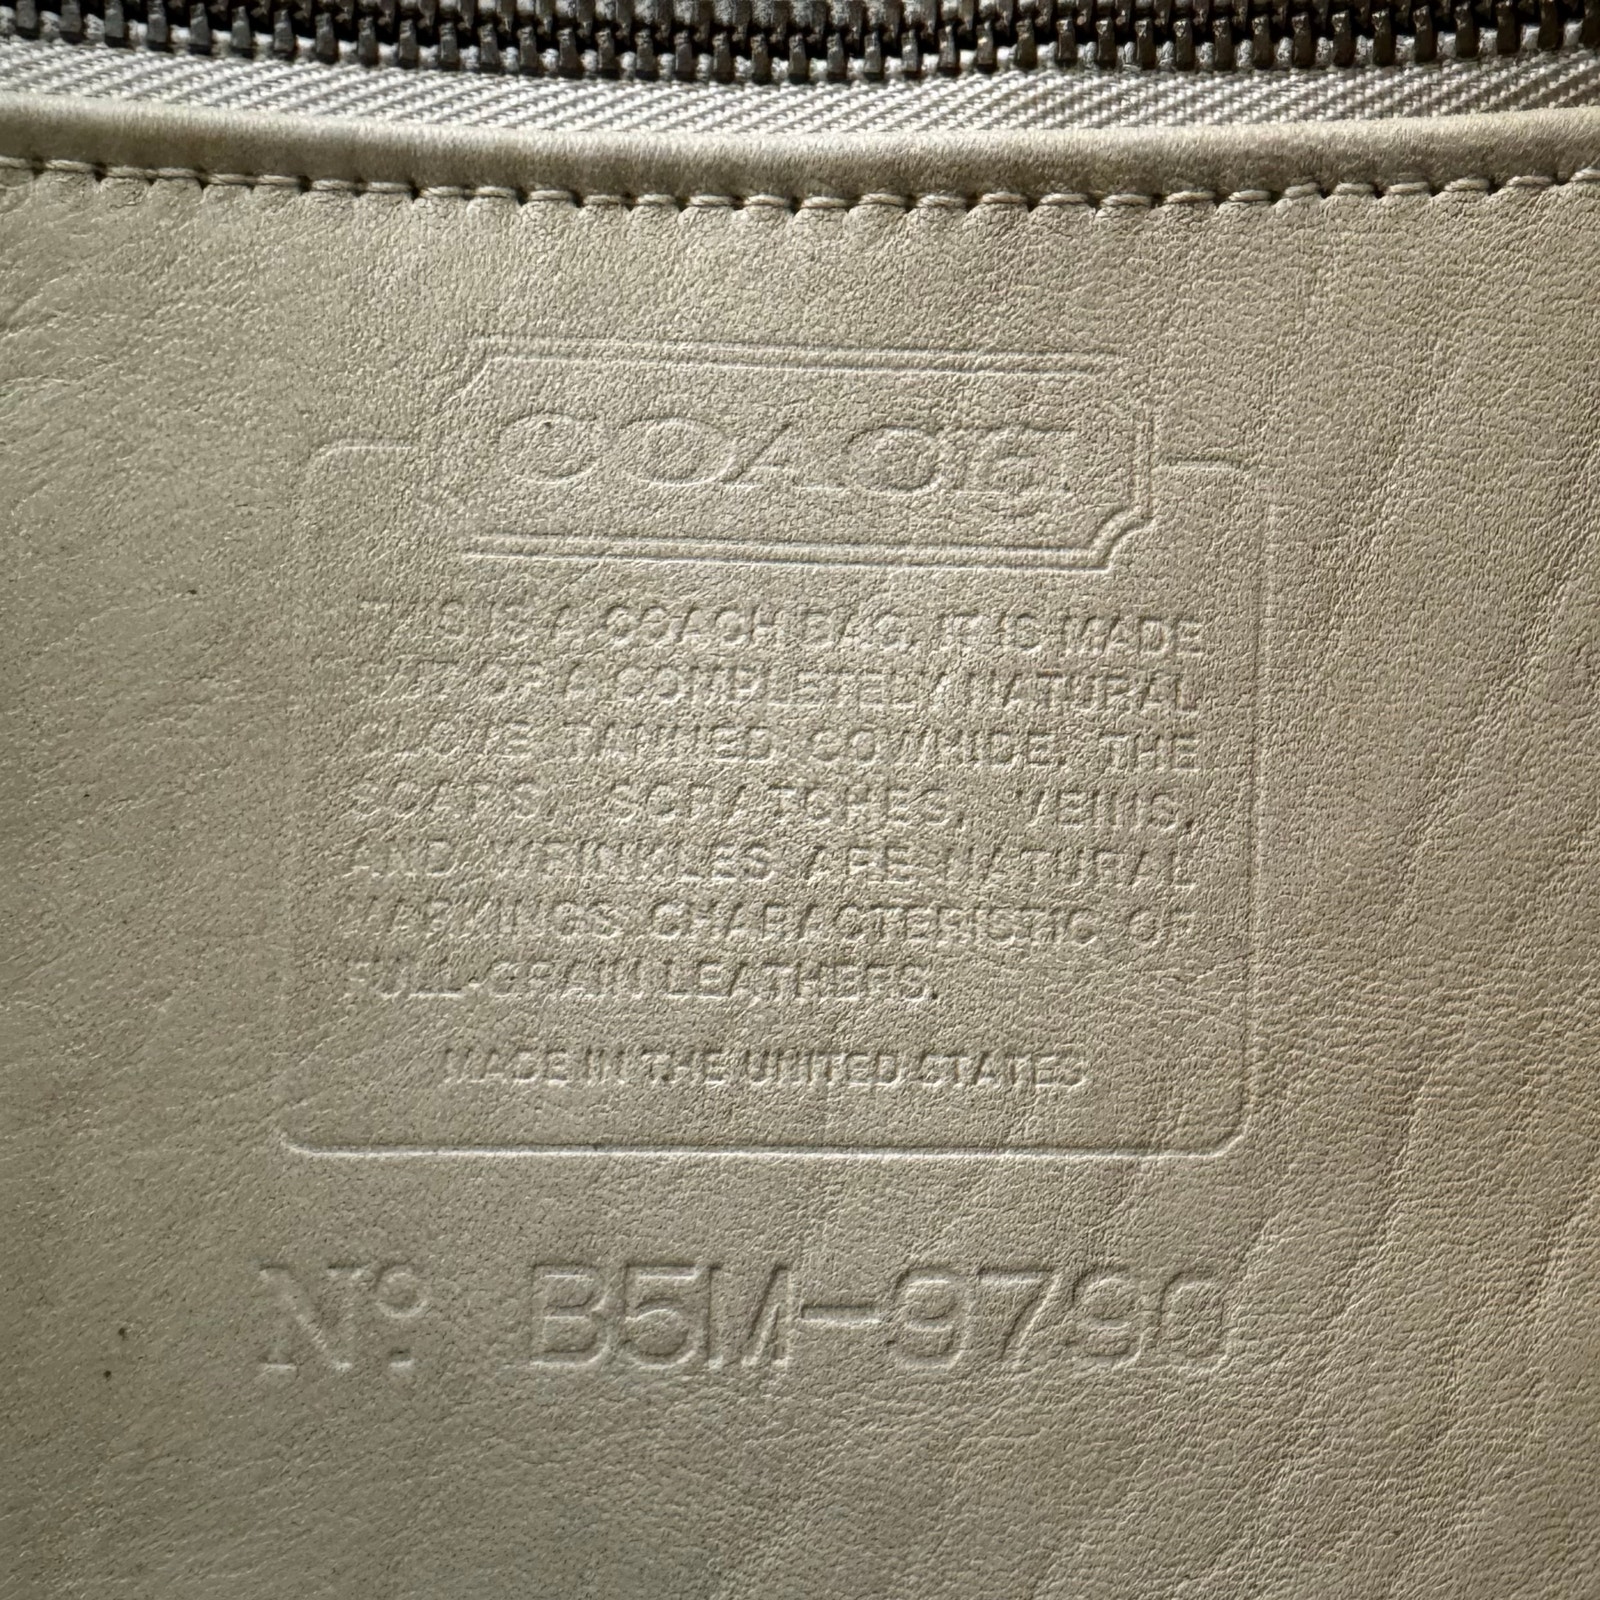 COACH
THIS IS A COACH BAG. IT IS MADE
OUT OF A COMPLETELY NATURAL
GLOVE TANNED COWHIDE. THE
SCARS, SCRATCHES, VEINS,
AND WRINKLES ARE NATURAL
MARKINGS CHARACTERISTIC OF
FULL-GRAIN LEATHERS.
MADE IN THE UNITED STATES
Nº B5M-9790